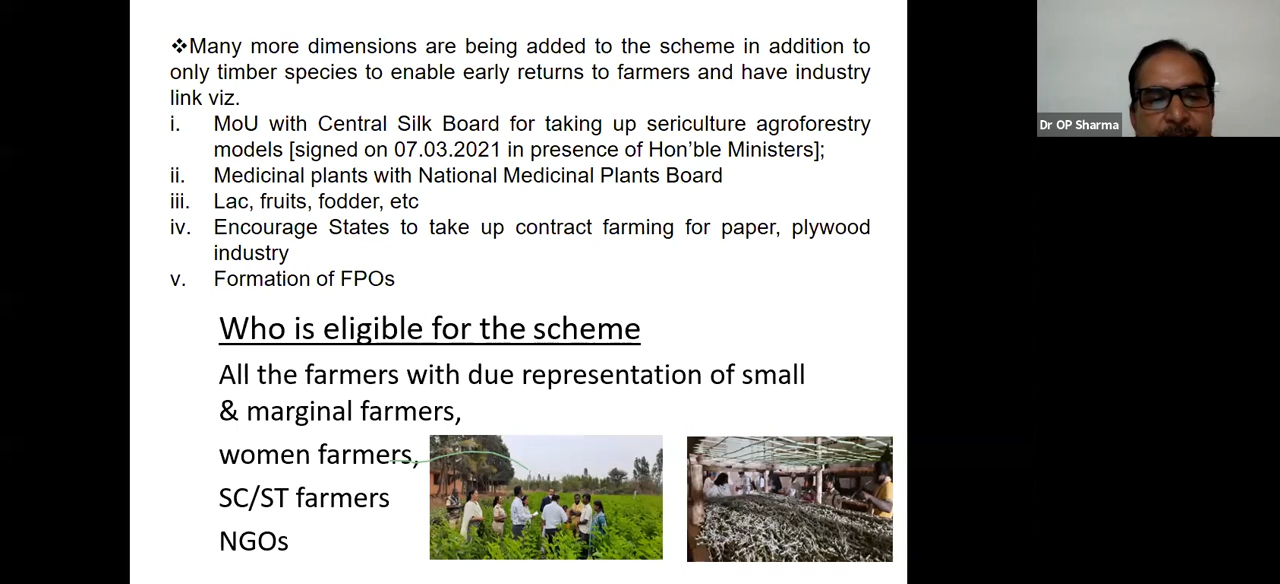 ❖Many more dimensions are being added to the scheme in addition to
only timber species to enable early returns to farmers and have industry
link viz.
i. MoU with Central Silk Board for taking up sericulture agroforestry
models [signed on 07.03.2021 in presence of Hon’ble Ministers];
ii. Medicinal plants with National Medicinal Plants Board
iii. Lac, fruits, fodder, etc
iv. Encourage States to take up contract farming for paper, plywood
industry
v. Formation of FPOs
Who is eligible for the scheme
All the farmers with due representation of small
& marginal farmers,
women farmers,
SC/ST farmers
NGOs
Dr OP Sharma